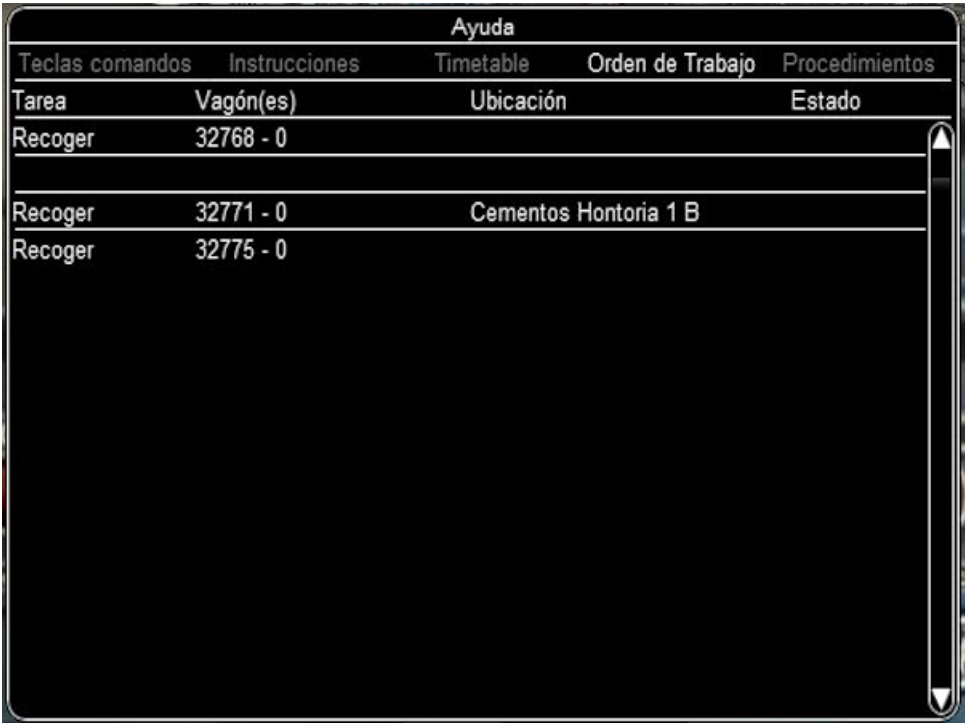 Ayuda
Teclas comandos Instrucciones Timetable Orden de Trabajo Procedimientos
Tarea Vagón(es) Ubicación Estado
Recoger 32768 - 0
Recoger 32771 - 0 Cementos Hontoria 1 B
Recoger 32775 - 0